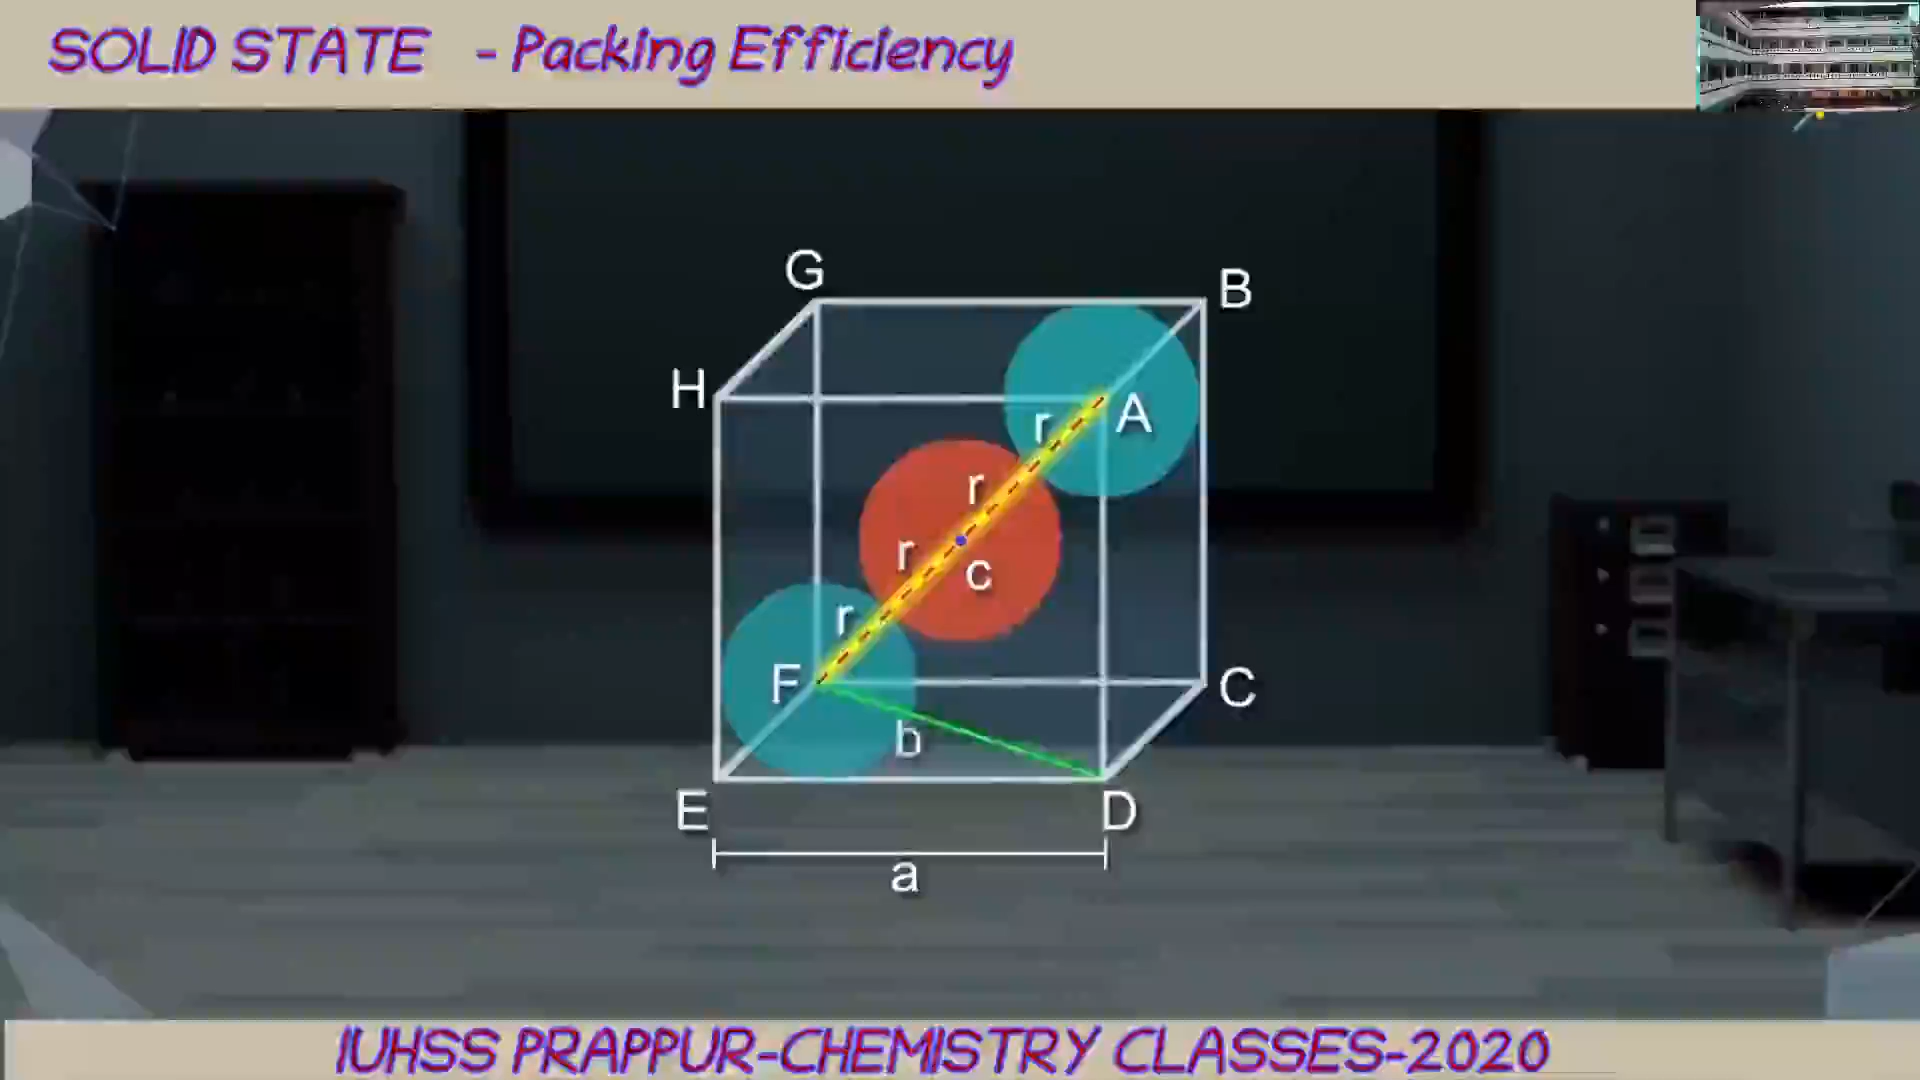 SOLID STATE - Packing Efficiency
G
B
H
A
r
r
r
c
r
F
C
b
E
D
a
IUHSS PRAPPUR-CHEMISTRY CLASSES-2020